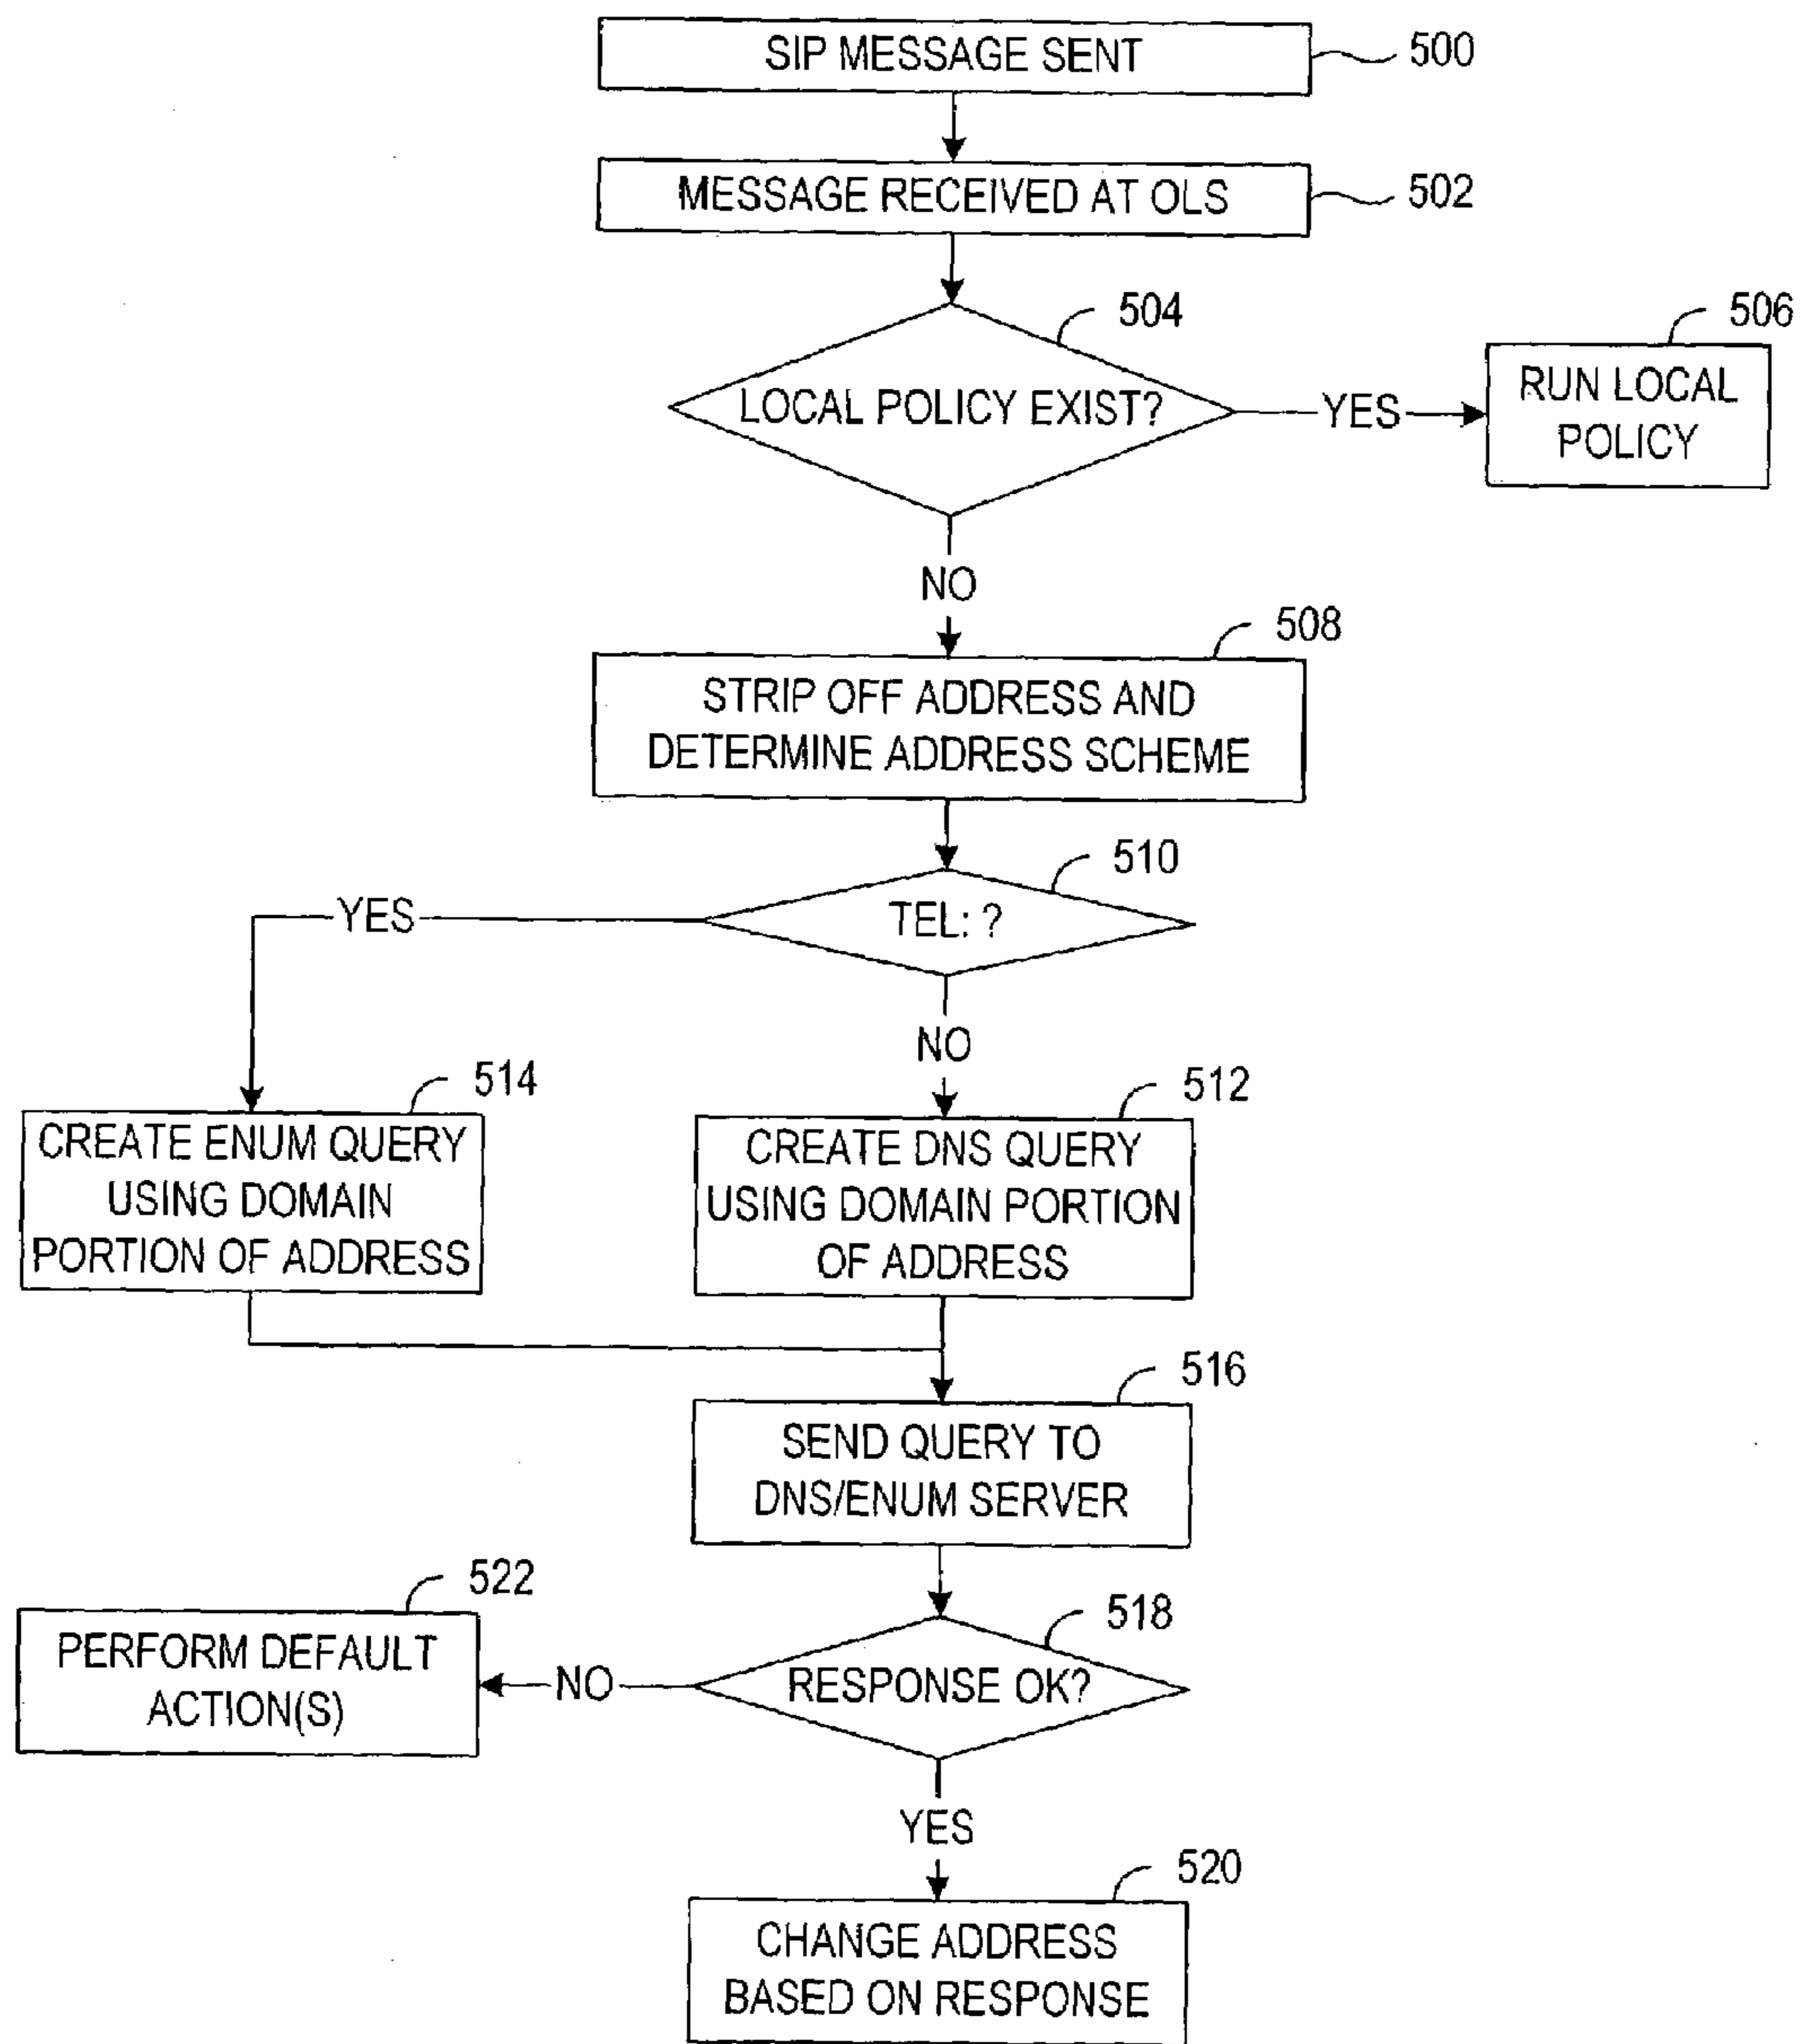 SIP MESSAGE SENT
500
MESSAGE RECEIVED AT OLS
502
504
506
LOCAL POLICY EXIST?
YES
RUN LOCAL
POLICY
NO
508
STRIP OFF ADDRESS AND
DETERMINE ADDRESS SCHEME
510
YES
TEL: ?
NO
514
512
CREATE ENUM QUERY
USING DOMAIN
PORTION OF ADDRESS
CREATE DNS QUERY
USING DOMAIN PORTION
OF ADDRESS
516
SEND QUERY TO
DNS/ENUM SERVER
522
518
PERFORM DEFAULT
ACTION(S)
NO
RESPONSE OK?
YES
520
CHANGE ADDRESS
BASED ON RESPONSE